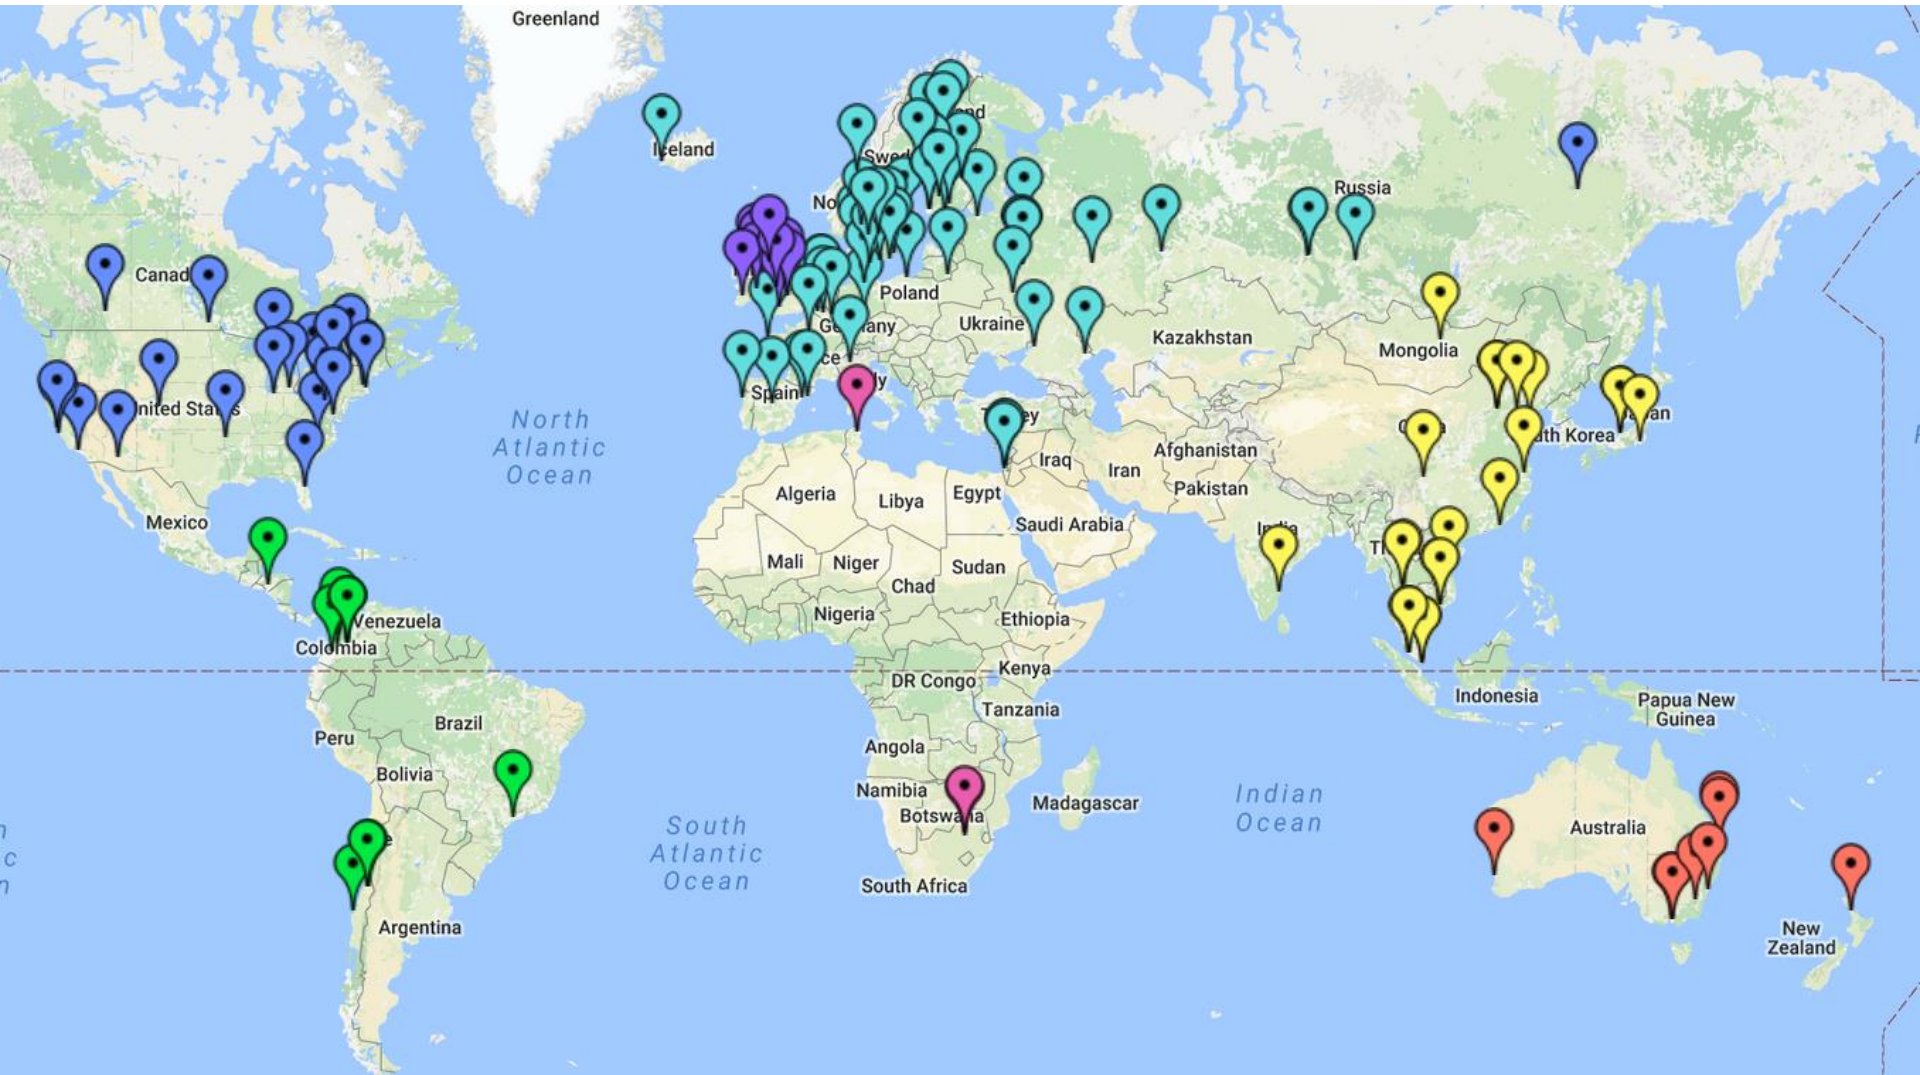 Greenland
Iceland
Russia
Canad
Poland
Ukraine
Kazakhstan
Mongolia
Spain
North
Atlantic
Ocean
Iraq
Iran
Afghanistan
Pakistan
Algeria
Libya
Egypt
Saudi Arabia
Mexico
Mali
Niger
Chad
Sudan
Nigeria
Ethiopia
Venezuela
Colombia
DR Congo
Kenya
Tanzania
Indonesia
Papua New
Guinea
Peru
Brazil
Bolivia
Angola
Namibia
Botswana
Madagascar
Indian
Ocean
Australia
South
Atlantic
Ocean
South Africa
Argentina
New
Zealand